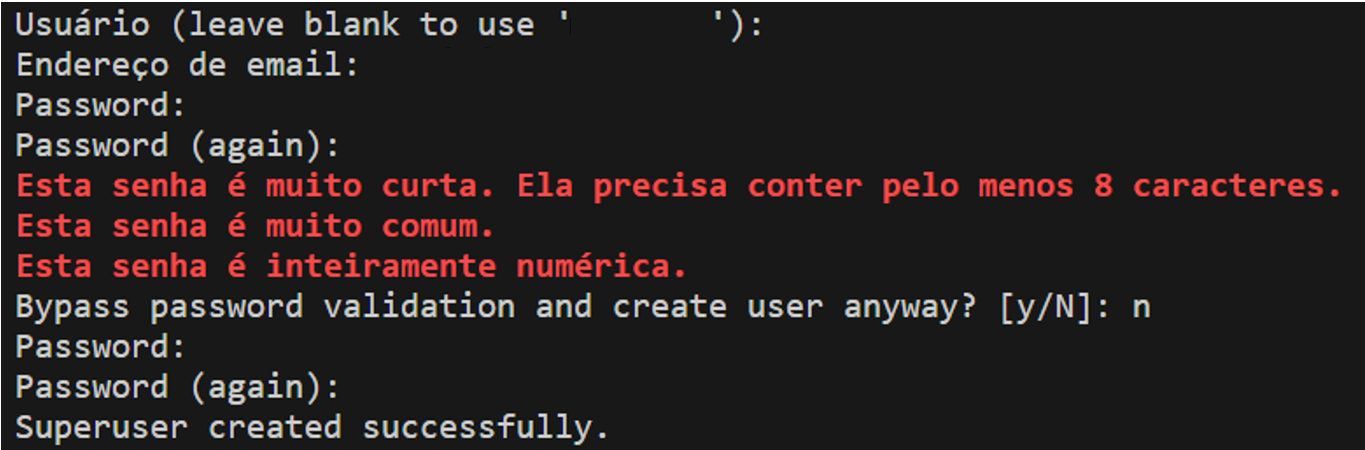 Usuário (leave blank to use '        '):
Endereço de email:
Password:
Password (again):
Esta senha é muito curta. Ela precisa conter pelo menos 8 caracteres.
Esta senha é muito comum.
Esta senha é inteiramente numérica.
Bypass password validation and create user anyway? [y/N]: n
Password:
Password (again):
Superuser created successfully.